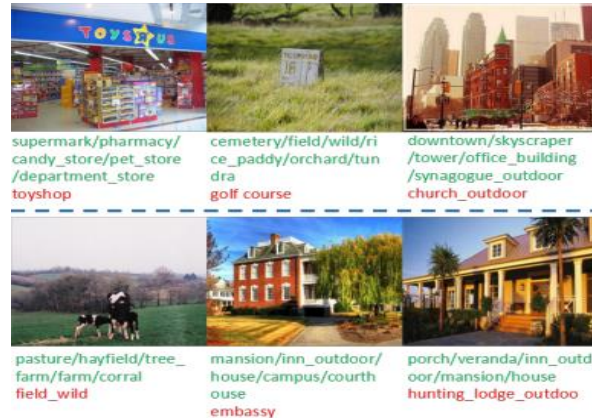 TOYS R US
supermark/pharmacy/
candy_store/pet_store
/department_store
toyshop
cemetery/field/wild/ri
ce_paddy/orchard/tun
dra
golf course
downtown/skyscraper
/tower/office_building
/synagogue_outdoor
church_outdoor
pasture/hayfield/tree_
farm/farm/corral
field_wild
mansion/inn_outdoor/
house/campus/courth
ouse
embassy
porch/veranda/inn_outd
oor/mansion/house
hunting_lodge_outdoo